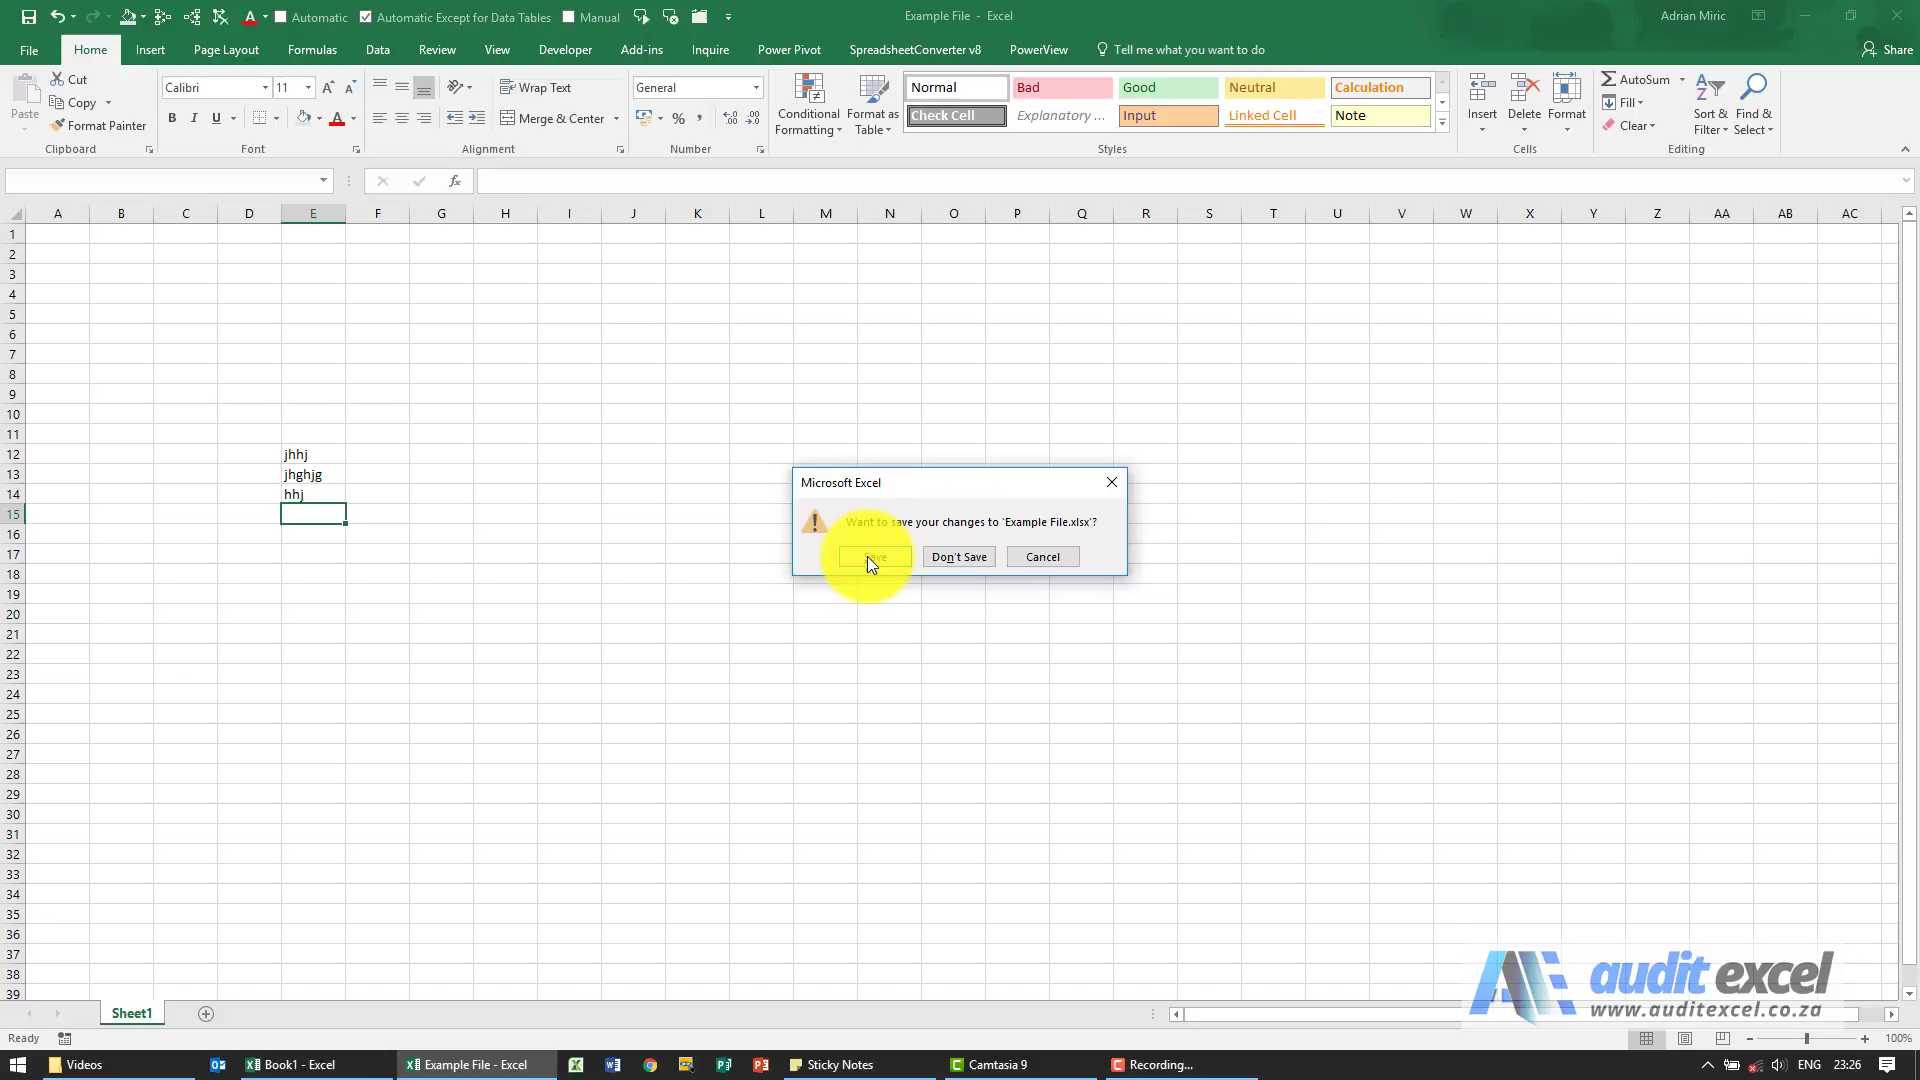 Automatic Automatic Except for Data Tables Manual Example File - Excel Adrian Miric
File Home Insert Page Layout Formulas Data Review View Developer Add-ins Inquire Power Pivot SpreadsheetConverter v8 PowerView Tell me what you want to do Share
Paste Cut Copy Format Painter Clipboard
Calibri 11 B I U Font
Wrap Text Merge & Center Alignment
General % Number
Conditional Formatting Format as Table
Normal Bad Good Neutral Calculation
Check Cell Explanatory ... Input Linked Cell Note
Styles
Insert Delete Format Cells
AutoSum Fill Clear Sort & Filter Find & Select Editing
fx
A B C D E F G H I J K L M N O P Q R S T U V W X Y Z AA AB AC
1
2
3
4
5
6
7
8
9
10
11
12 jhhj
13 jhghjg
14 hhj
15
16
17
18
19
20
21
22
23
24
25
26
27
28
29
30
31
32
33
34
35
36
37
38
39
Microsoft Excel
Want to save your changes to 'Example File.xlsx'?
Save Don't Save Cancel
audit excel
www.auditexcel.co.za
Sheet1
Ready 100%
Videos Book1 - Excel Example File - Excel Sticky Notes Camtasia 9 Recording... ENG 23:26